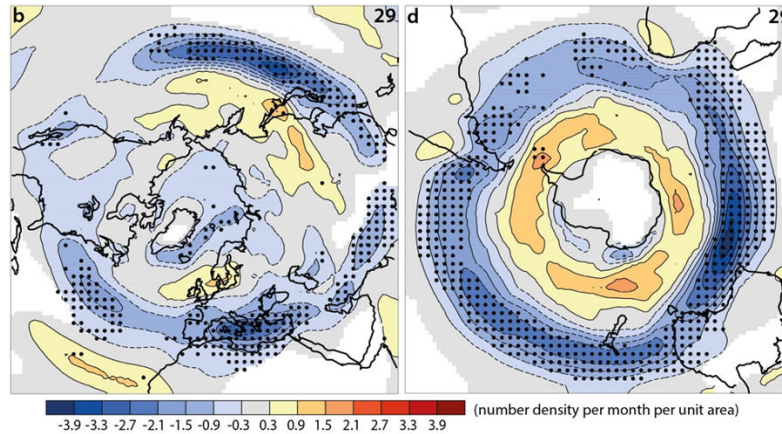 b 29
d 29
-3.9 -3.3 -2.7 -2.1 -1.5 -0.9 -0.3 0.3 0.9 1.5 2.1 2.7 3.3 3.9 (number density per month per unit area)